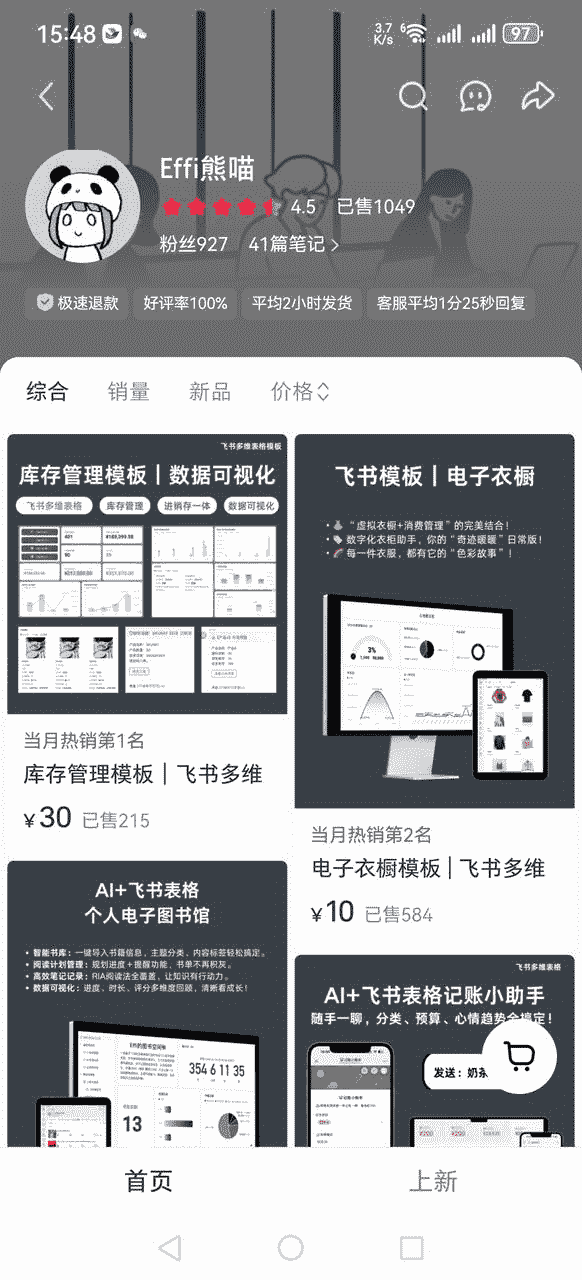 15:48
3.7
K/s
6
97
Effi熊喵
4.5 已售1049
粉丝927 41篇笔记
极速退款 好评率100% 平均2小时发货 客服平均1分25秒回复
综合 销量 新品 价格
飞书多维表格模板
库存管理模板丨数据可视化
飞书多维表格 库存管理 进销存一体 数据可视化
当月热销第1名
库存管理模板｜飞书多维
¥30 已售215
飞书模板丨电子衣橱
“虚拟衣橱+消费管理”的完美结合！
数字化衣柜助手，你的“奇迹暖暖”日常版！
每一件衣服，都有它的“色彩故事”！
3%
当月热销第2名
电子衣橱模板 | 飞书多维
¥10 已售584
AI+飞书表格
个人电子图书馆
• 智能书库：一键导入书籍信息，主题分类、内容标签轻松搞定。
• 阅读计划管理：规划进度+提醒功能，书单不再积灰。
• 高效笔记记录：RIA阅读法全覆盖，让知识有行动力。
• 数据可视化：进度、时长、评分多维度回顾，清晰看成长！
354 6 11 35
13
飞书多维表格
AI+飞书表格记账小助手
随手一聊，分类、预算、心情趋势全搞定！
发送：奶茶
首页 上新